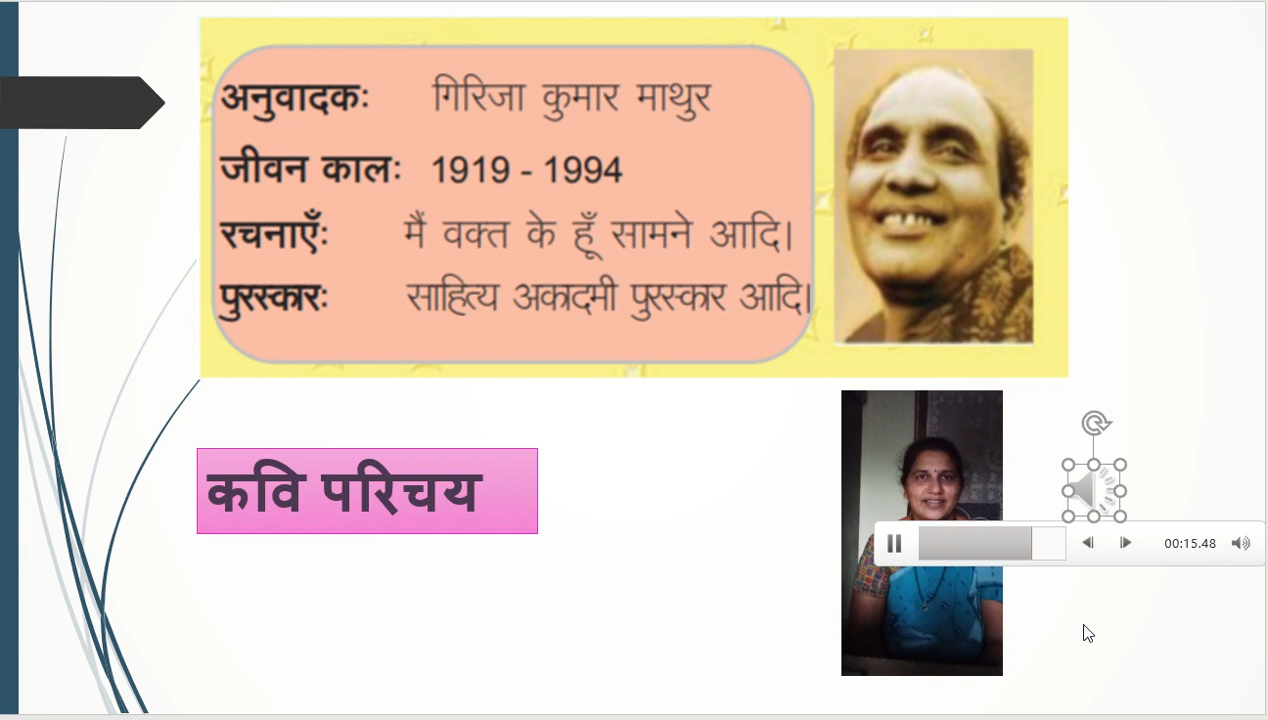 अनुवादकः गिरिजा कुमार माथुर
जीवन कालः 1919 - 1994
रचनाएँः मैं वक्त के हूँ सामने आदि।
पुरस्कारः साहित्य अकादमी पुरस्कार आदि।
कवि परिचय
00:15.48